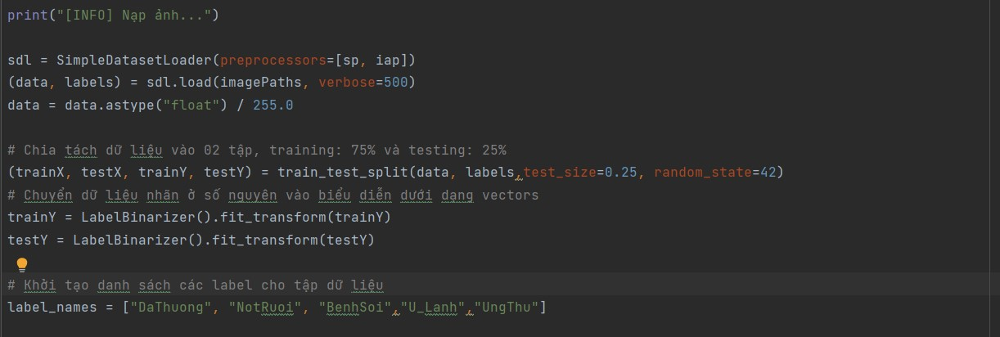 print("[INFO] Nạp ảnh...")
sdl = SimpleDatasetLoader(preprocessors=[sp, iap])
(data, labels) = sdl.load(imagePaths, verbose=500)
data = data.astype("float") / 255.0
# Chia tách dữ liệu vào 02 tập, training: 75% và testing: 25%
(trainX, testX, trainY, testY) = train_test_split(data, labels,test_size=0.25, random_state=42)
# Chuyển dữ liệu nhãn ở số nguyên vào biểu diễn dưới dạng vectors
trainY = LabelBinarizer().fit_transform(trainY)
testY = LabelBinarizer().fit_transform(testY)
# Khởi tạo danh sách các label cho tập dữ liệu
label_names = ["DaThuong", "NotRuoi", "BenhSoi","U_Lanh","UngThu"]